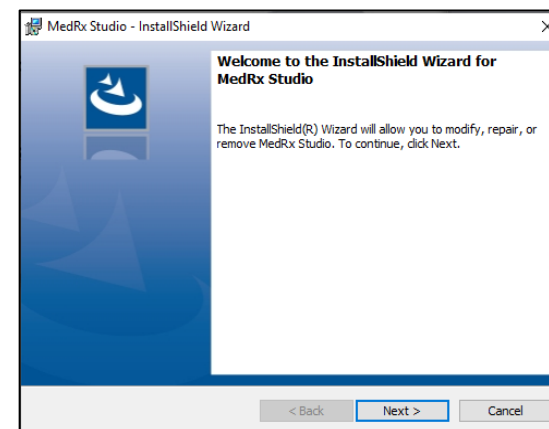 MedRx Studio - InstallShield Wizard
Welcome to the InstallShield Wizard for
MedRx Studio
The InstallShield(R) Wizard will allow you to modify, repair, or
remove MedRx Studio. To continue, click Next.
< Back
Next >
Cancel